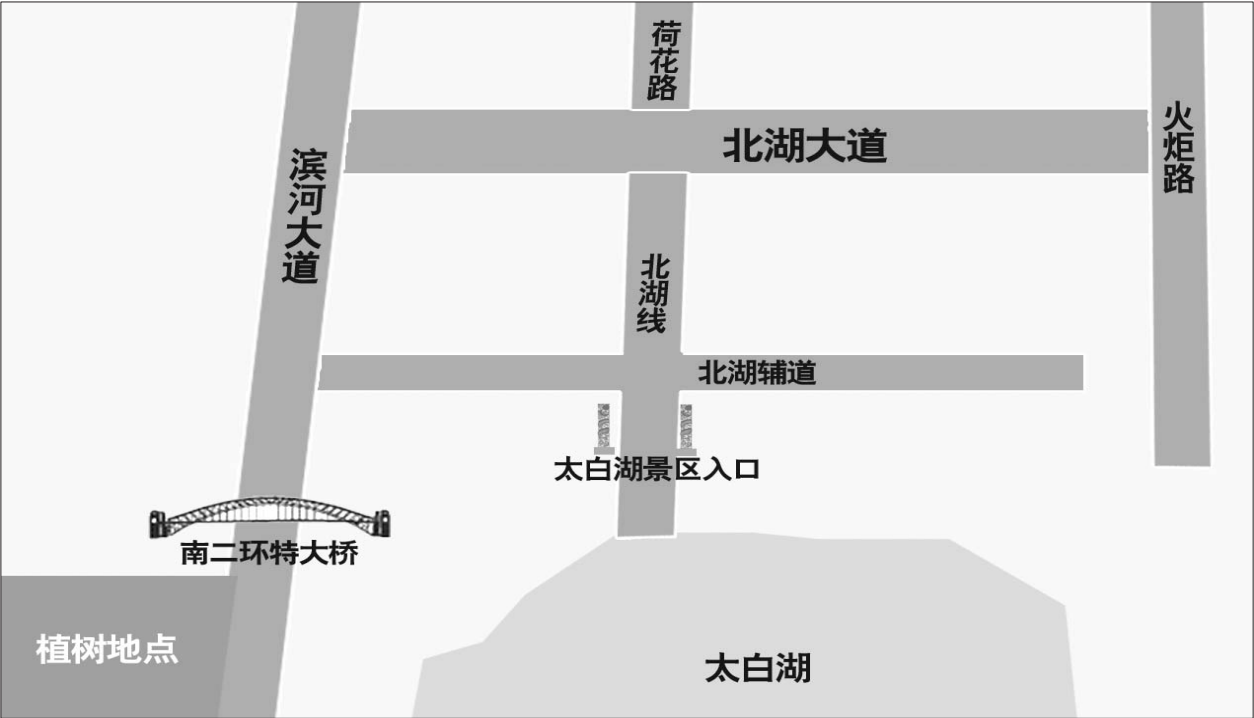 荷花路
北湖大道
火炬路
滨河大道
北湖线
北湖辅道
太白湖景区入口
南二环特大桥
植树地点
太白湖